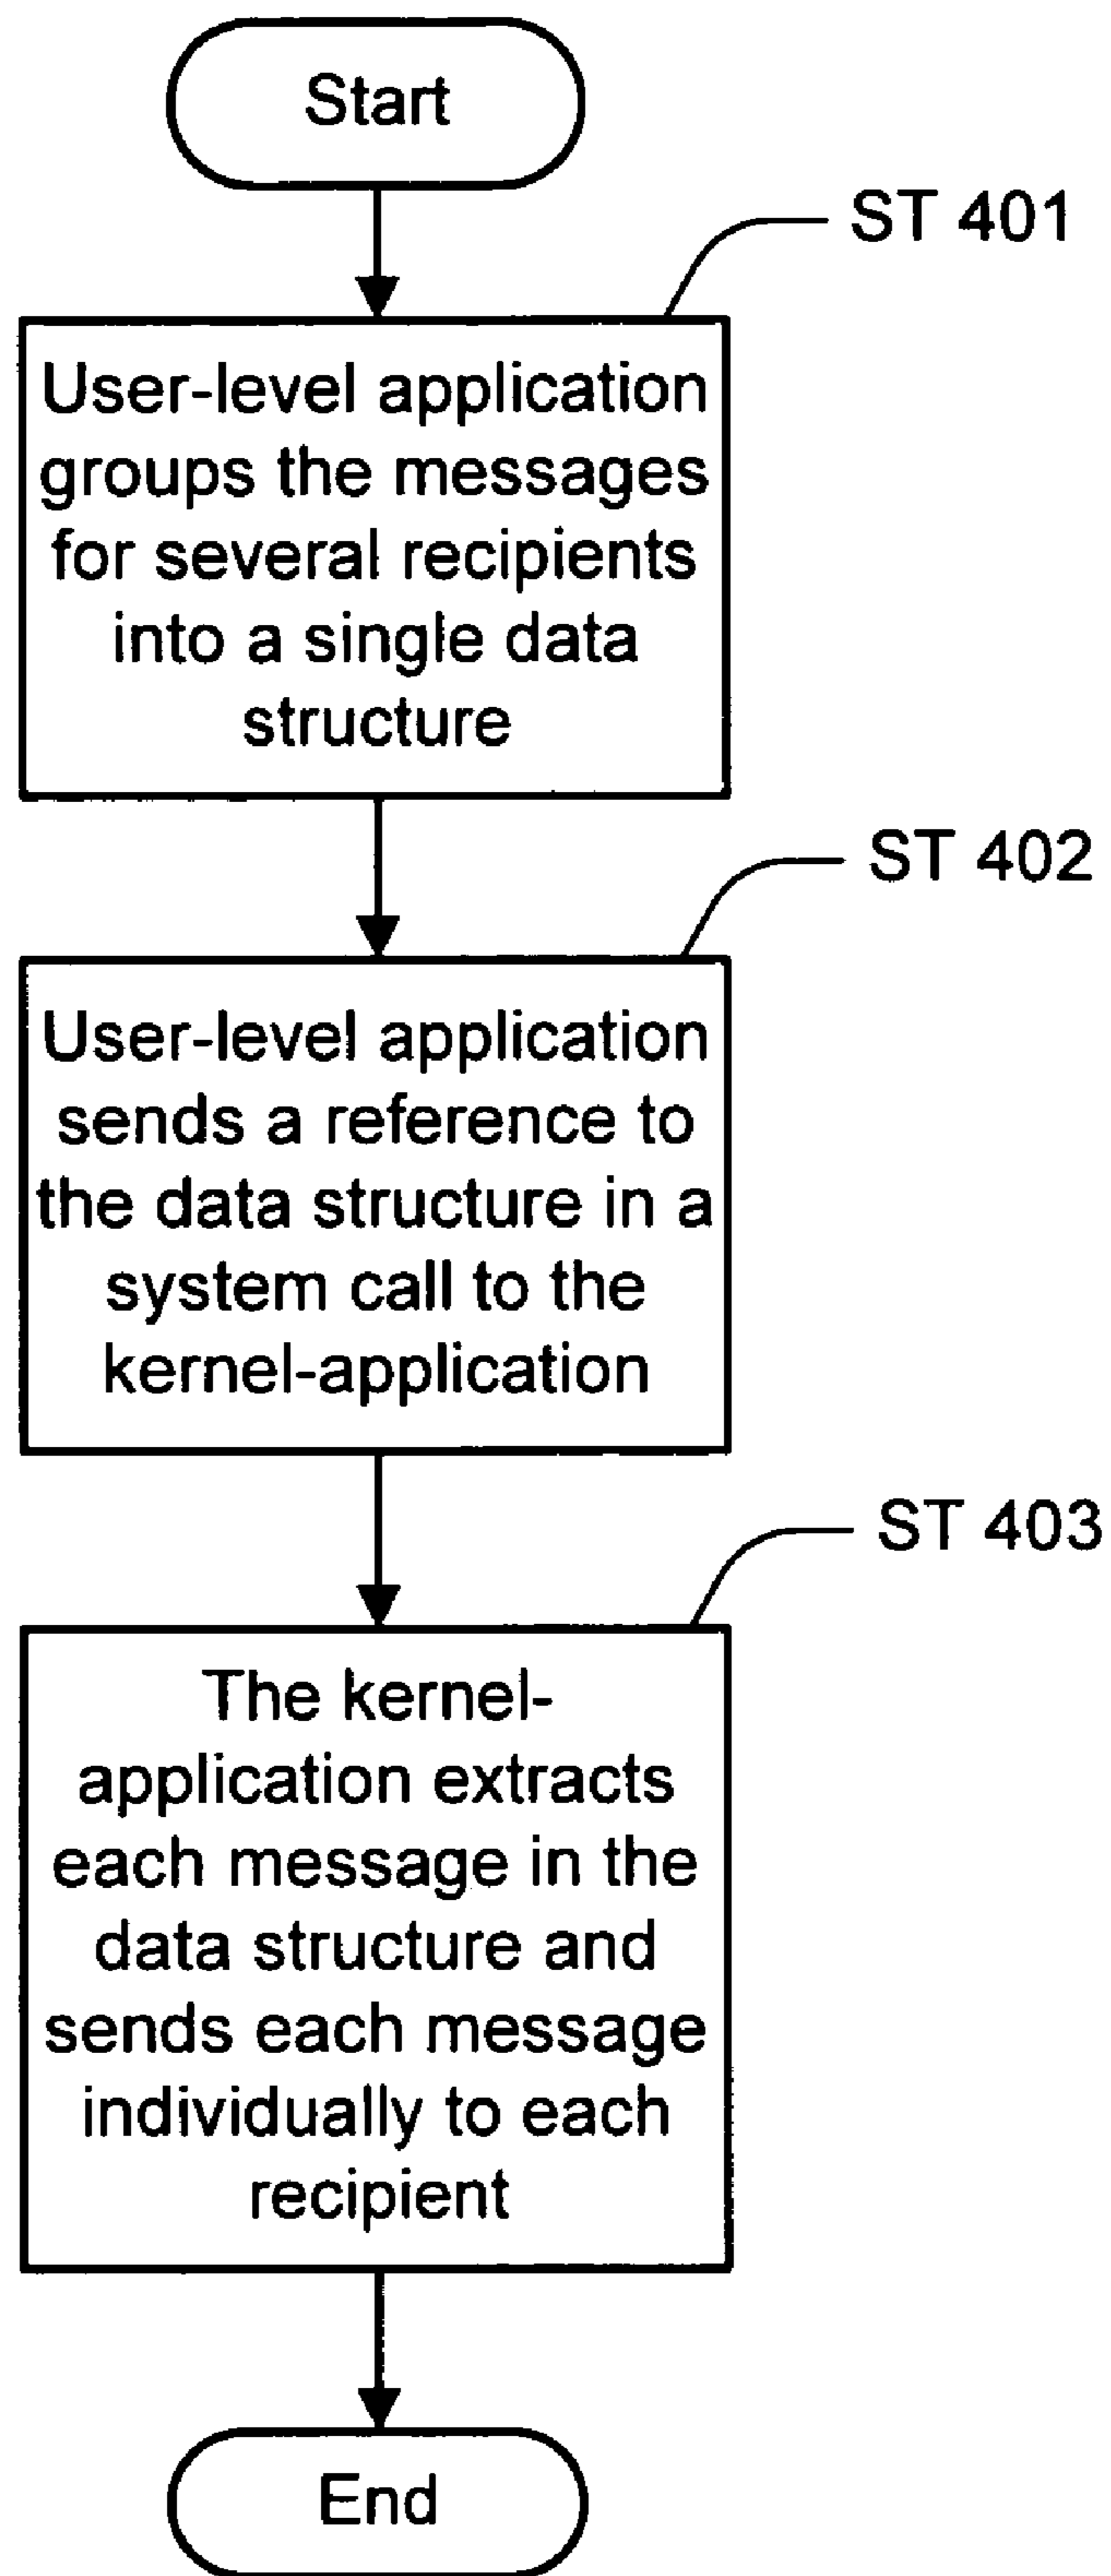 Start
ST 401
User-level application
groups the messages
for several recipients
into a single data
structure
ST 402
User-level application
sends a reference to
the data structure in a
system call to the
kernel-application
ST 403
The kernel-
application extracts
each message in the
data structure and
sends each message
individually to each
recipient
End